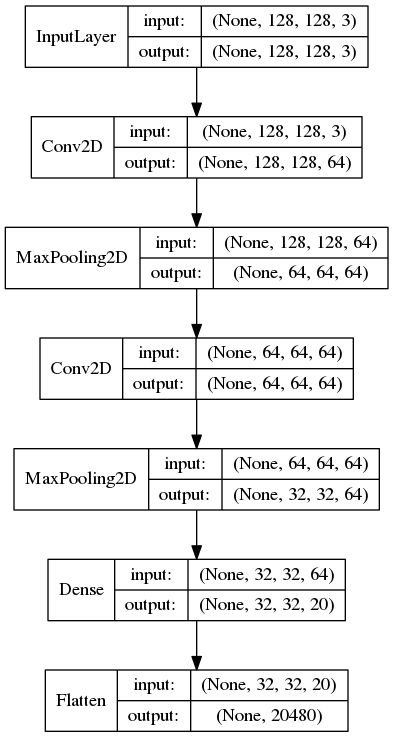 InputLayer
input: (None, 128, 128, 3)
output: (None, 128, 128, 3)
Conv2D
input: (None, 128, 128, 3)
output: (None, 128, 128, 64)
MaxPooling2D
input: (None, 128, 128, 64)
output: (None, 64, 64, 64)
Conv2D
input: (None, 64, 64, 64)
output: (None, 64, 64, 64)
MaxPooling2D
input: (None, 64, 64, 64)
output: (None, 32, 32, 64)
Dense
input: (None, 32, 32, 64)
output: (None, 32, 32, 20)
Flatten
input: (None, 32, 32, 20)
output: (None, 20480)